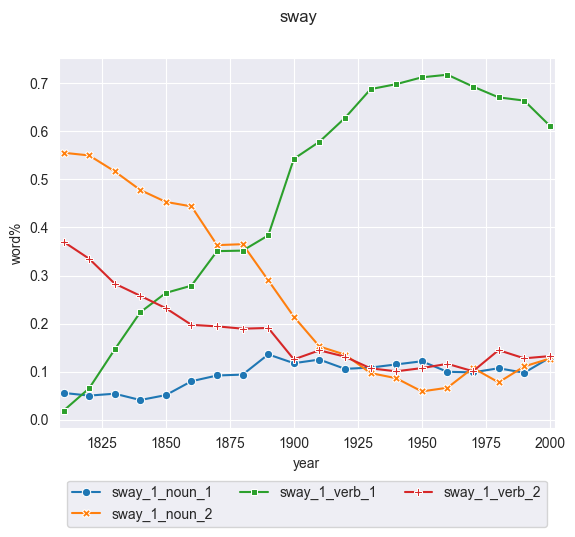 sway
0.7
0.6
0.5
0.4
0.3
0.2
0.1
0.0
word%
1825 1850 1875 1900 1925 1950 1975 2000
year
sway_1_noun_1 sway_1_verb_1 sway_1_verb_2
sway_1_noun_2